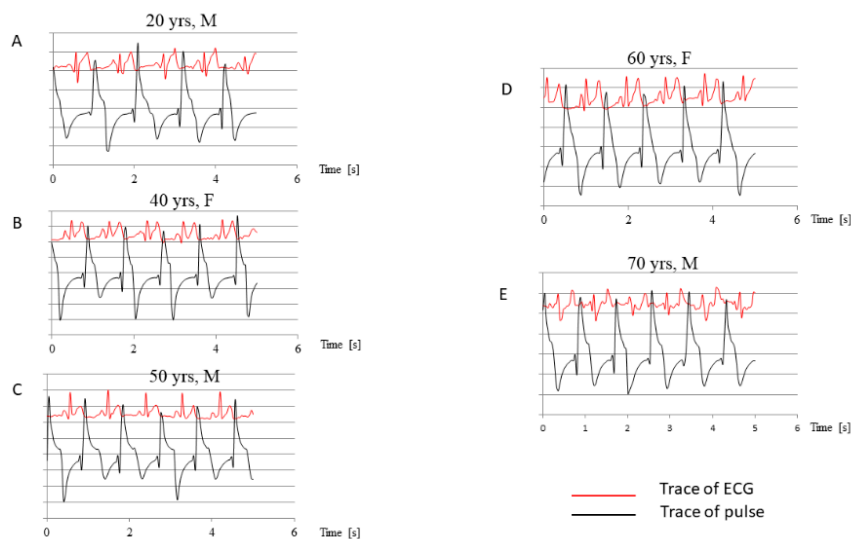 A
20 yrs, M
0
2
4
6
Time [s]
B
40 yrs, F
0
2
4
6
Time [s]
C
50 yrs, M
0
2
4
6
Time [s]
D
60 yrs, F
0
2
4
6
Time [s]
E
70 yrs, M
0
1
2
3
4
5
6
Time [s]
Trace of ECG
Trace of pulse